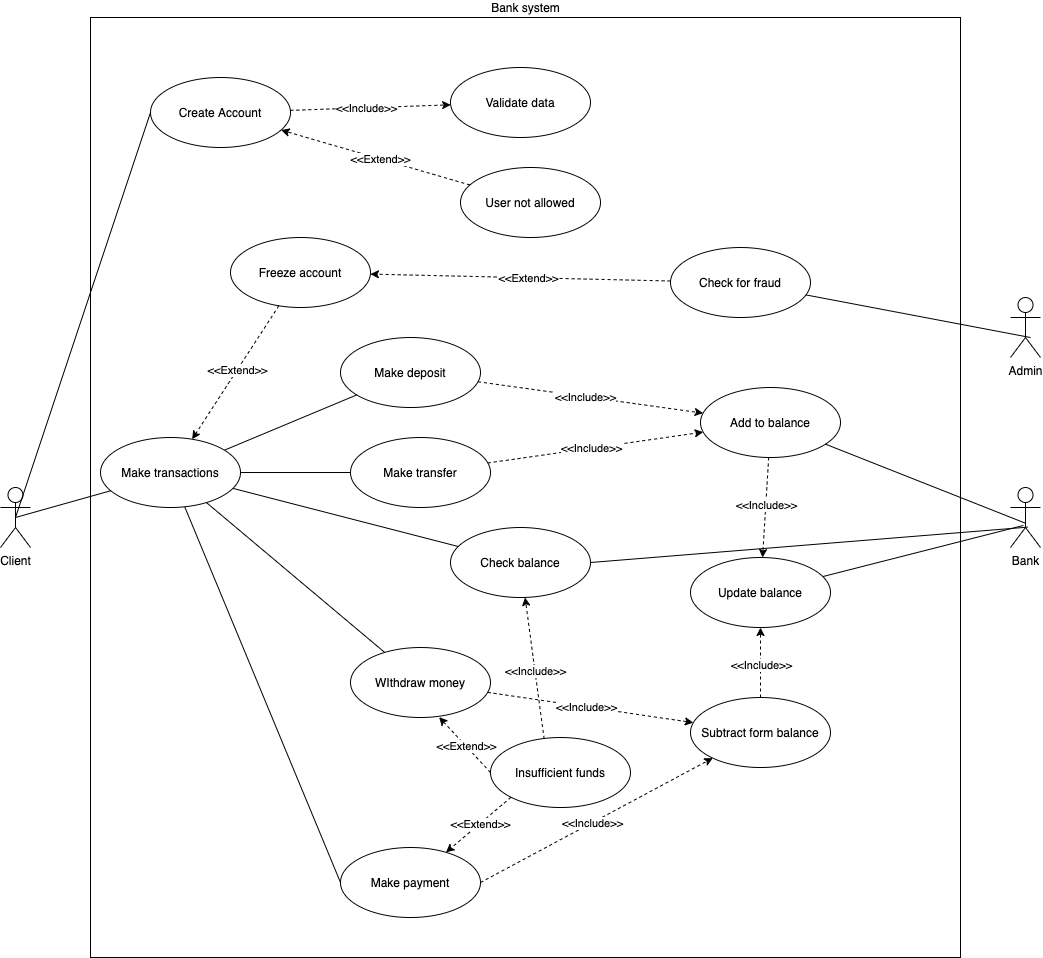 Bank system
Validate data
Create Account
<<Include>>
<<Extend>>
User not allowed
Freeze account
<<Extend>>
Check for fraud
Admin
<<Extend>>
Make deposit
<<Include>>
Add to balance
<<Include>>
Make transactions
Make transfer
<<Include>>
Client
Check balance
Bank
Update balance
<<Include>>
<<Include>>
WIthdraw money
<<Include>>
Subtract form balance
<<Extend>>
Insufficient funds
<<Extend>>
<<Include>>
Make payment